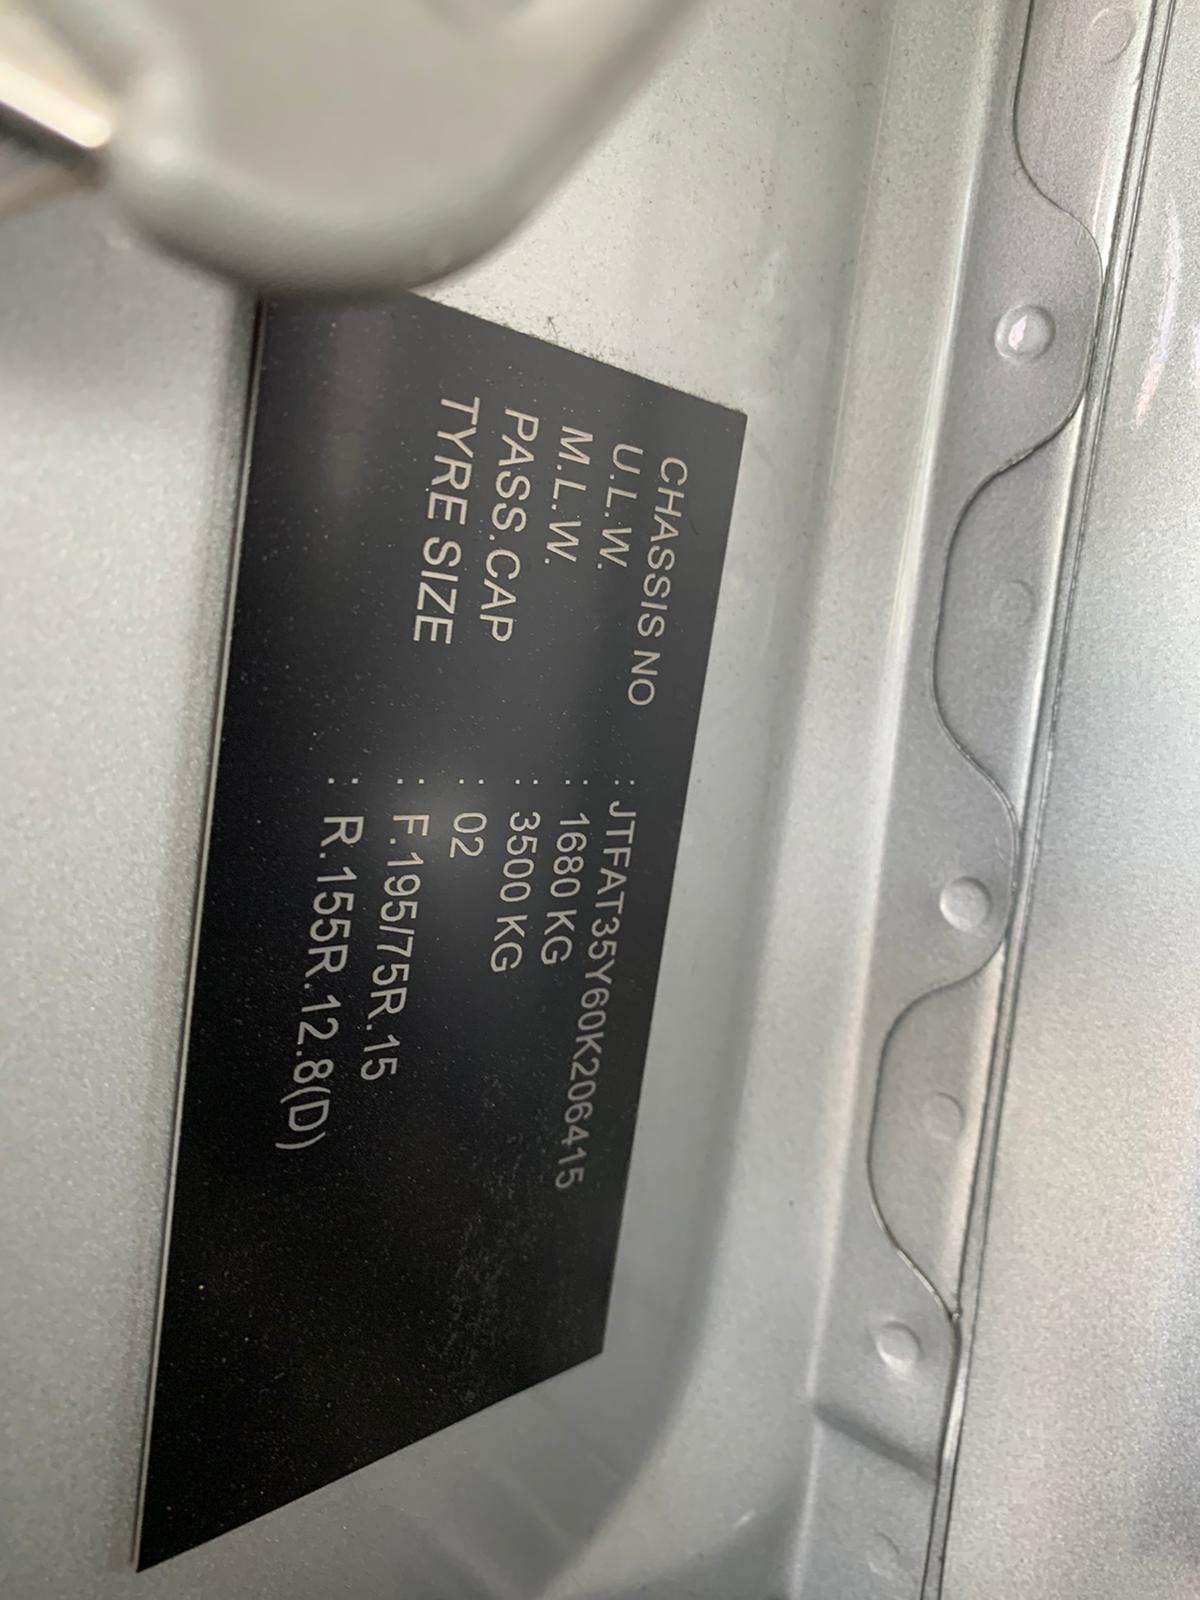 CHASSIS NO : JTFAT35Y60K206415
U.L.W. : 1680 KG
M.L.W. : 3500 KG
PASS.CAP : 02
TYRE SIZE : F.195/75R.15
: R.155R.12.8(D)